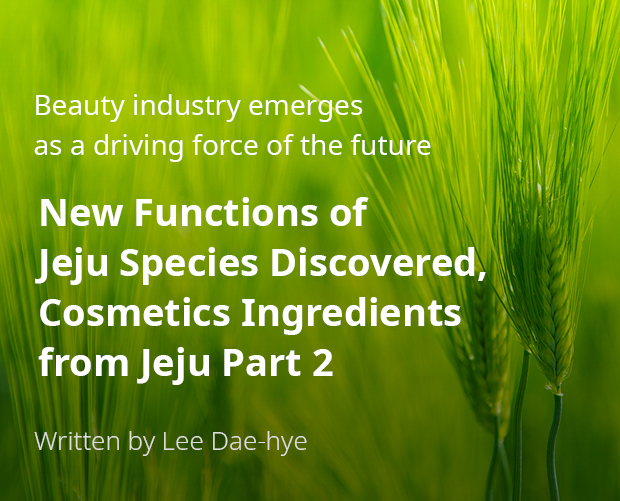 Beauty industry emerges
as a driving force of the future
New Functions of
Jeju Species Discovered,
Cosmetics Ingredients
from Jeju Part 2
Written by Lee Dae-hye